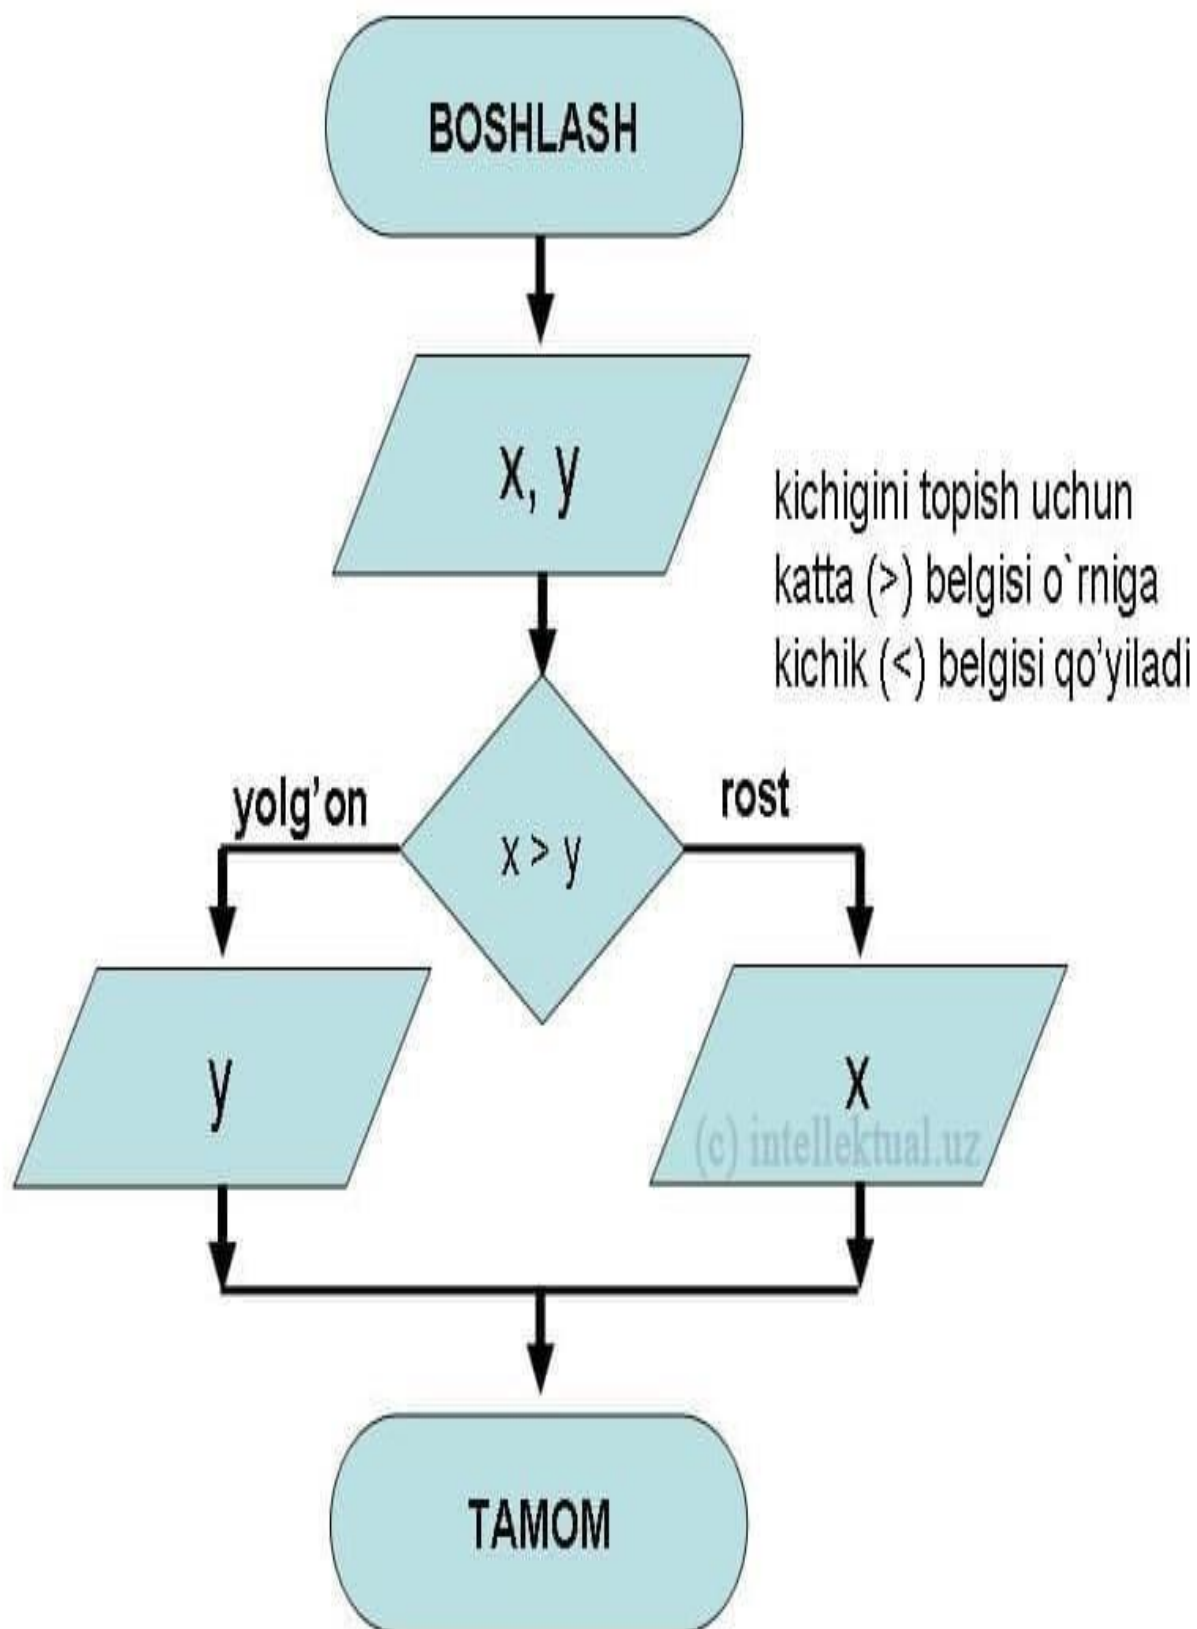 BOSHLASH
x, y
kichigini topish uchun
katta (>) belgisi o`rniga
kichik (<) belgisi qo’yiladi
yolg’on
rost
x > y
y
x
(c) intellektual.uz
TAMOM